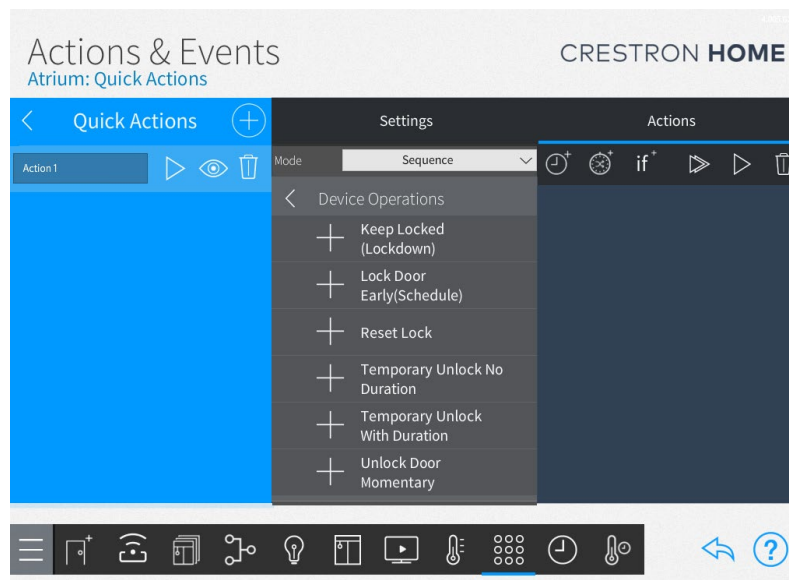 Actions & Events
CRESTRON HOME
Atrium: Quick Actions
Quick Actions
Settings
Actions
Action 1
Mode
Sequence
if+
Device Operations
Keep Locked
(Lockdown)
Lock Door
Early(Schedule)
Reset Lock
Temporary Unlock No
Duration
Temporary Unlock
With Duration
Unlock Door
Momentary
?